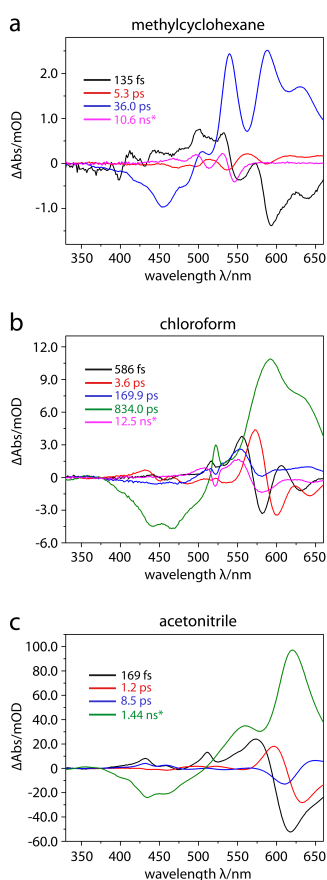 a
methylcyclohexane
2.0
1.0
0
-1.0
ΔAbs/mOD
135 fs
5.3 ps
36.0 ps
10.6 ns*
350 400 450 500 550 600 650
wavelength λ/nm
b
chloroform
12.0
9.0
6.0
3.0
0
-3.0
-6.0
ΔAbs/mOD
586 fs
3.6 ps
169.9 ps
834.0 ps
12.5 ns*
350 400 450 500 550 600 650
wavelength λ/nm
c
acetonitrile
100.0
80.0
60.0
40.0
20.0
0
-20.0
-40.0
-60.0
ΔAbs/mOD
169 fs
1.2 ps
8.5 ps
1.44 ns*
350 400 450 500 550 600 650
wavelength λ/nm